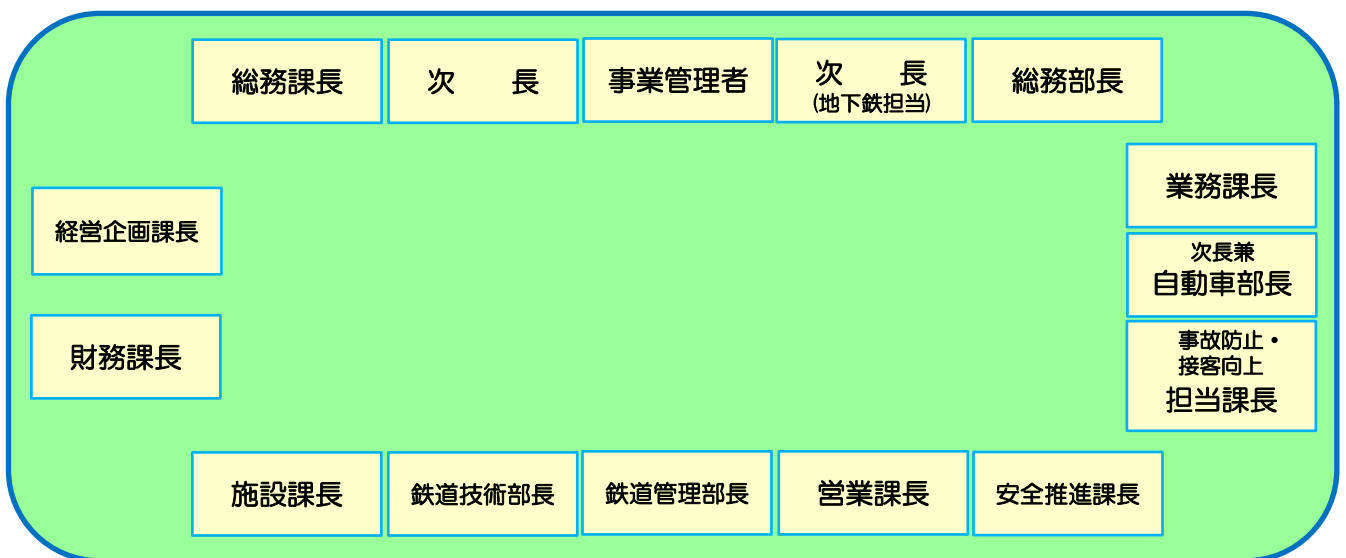 総務課長
次　　長
事業管理者
次　　長
(地下鉄担当)
総務部長
業務課長
経営企画課長
次長兼
自動車部長
財務課長
事故防止・
接客向上
担当課長
施設課長
鉄道技術部長
鉄道管理部長
営業課長
安全推進課長